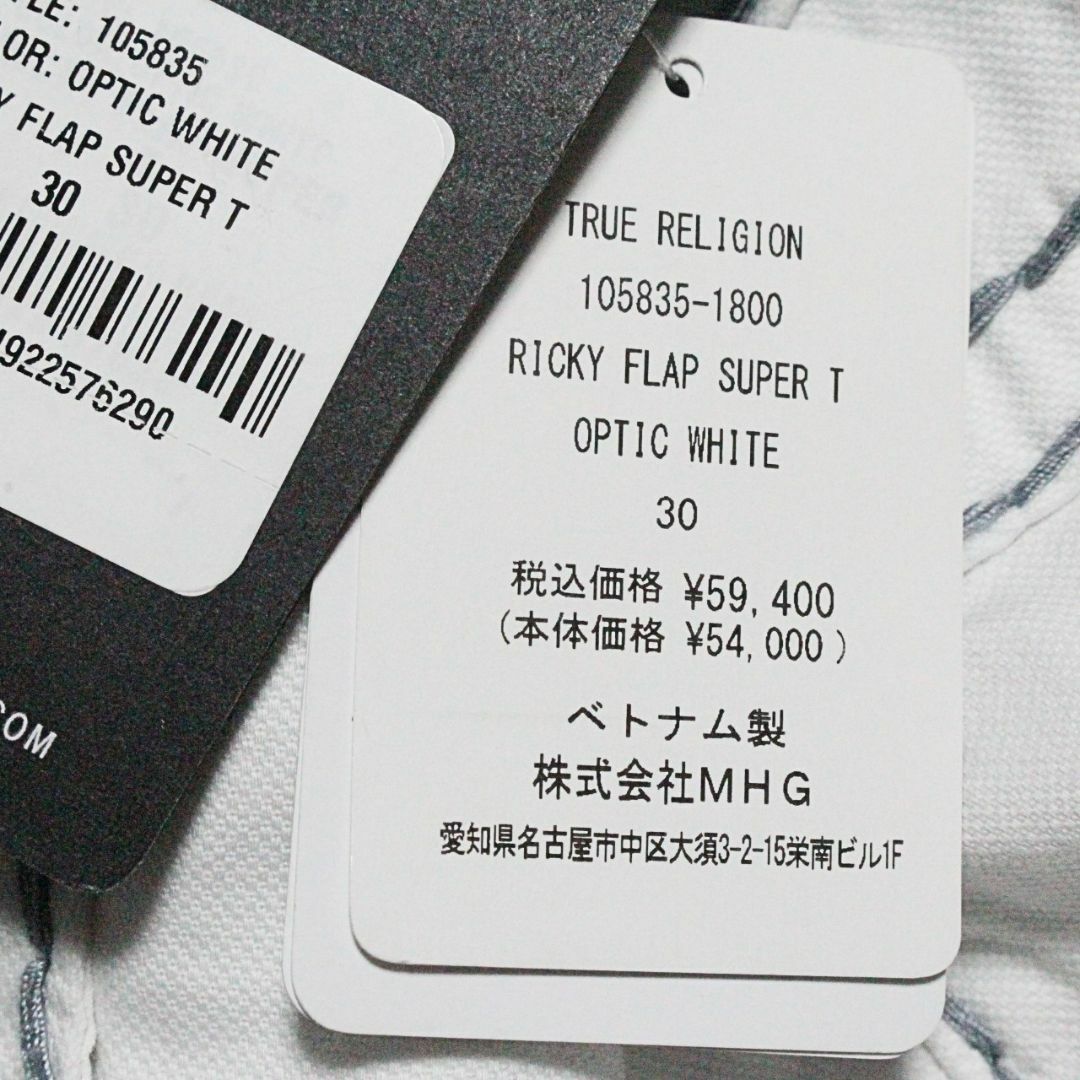 105835
OPTIC WHITE
FLAP SUPER T
30
922576290
TRUE RELIGION
105835-1800
RICKY FLAP SUPER T
OPTIC WHITE
30
税込価格 ¥59,400
(本体価格 ¥54,000)
ベトナム製
株式会社MHG
愛知県名古屋市中区大須3-2-15栄南ビル1F
COM